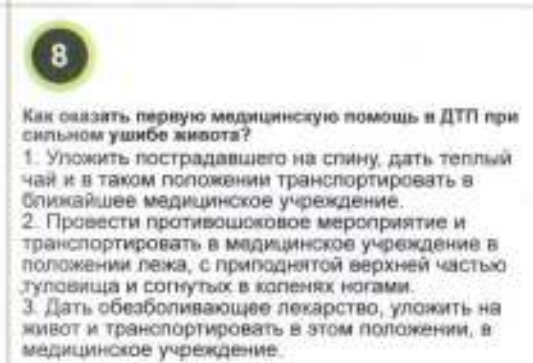 8
Как оказать первую медицинскую помощь в ДТП при
сильном ушибе живота?
1. Уложить пострадавшего на спину, дать теплый
чай и в таком положении транспортировать в
ближайшее медицинское учреждение.
2. Провести противошоковое мероприятие и
транспортировать в медицинское учреждение в
положении лежа, с приподнятой верхней частью
туловища и согнутых в коленях ногами.
3. Дать обезболивающее лекарство, уложить на
живот и транспортировать в этом положении, в
медицинское учреждение.